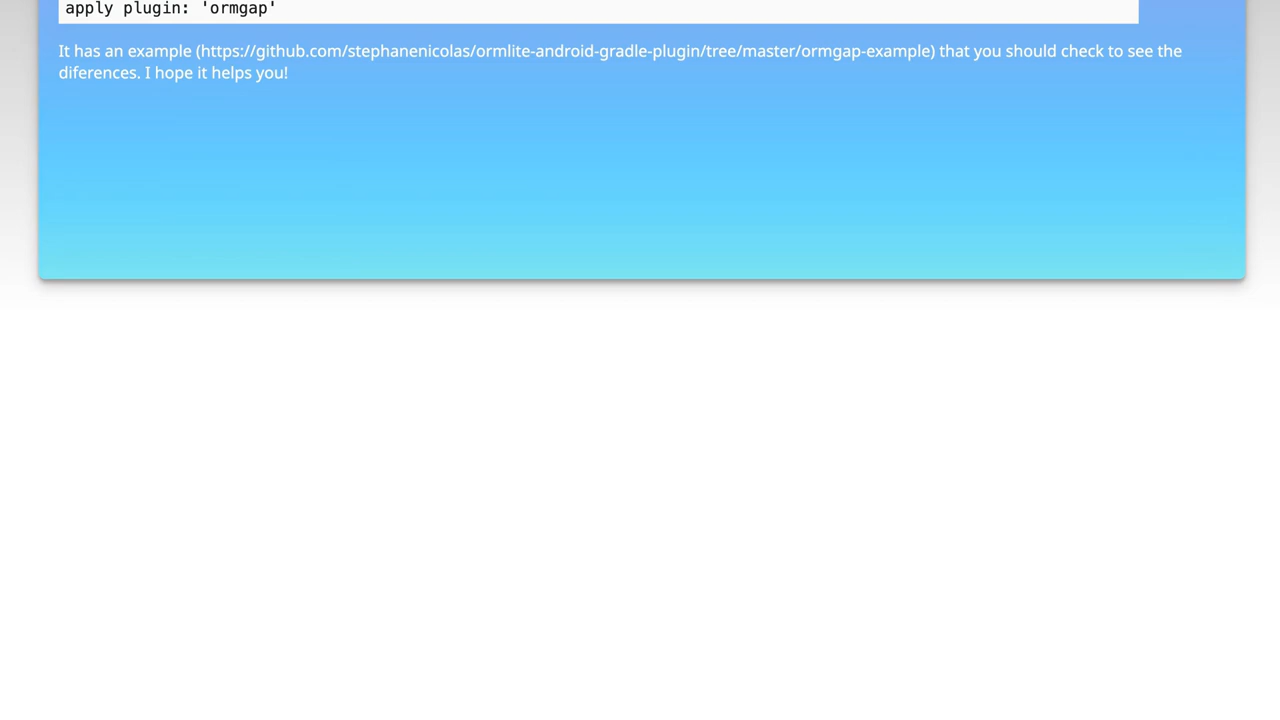 apply plugin: 'ormgap'
It has an example (https://github.com/stephanenicolas/ormlite-android-gradle-plugin/tree/master/ormgap-example) that you should check to see the
diferences. I hope it helps you!